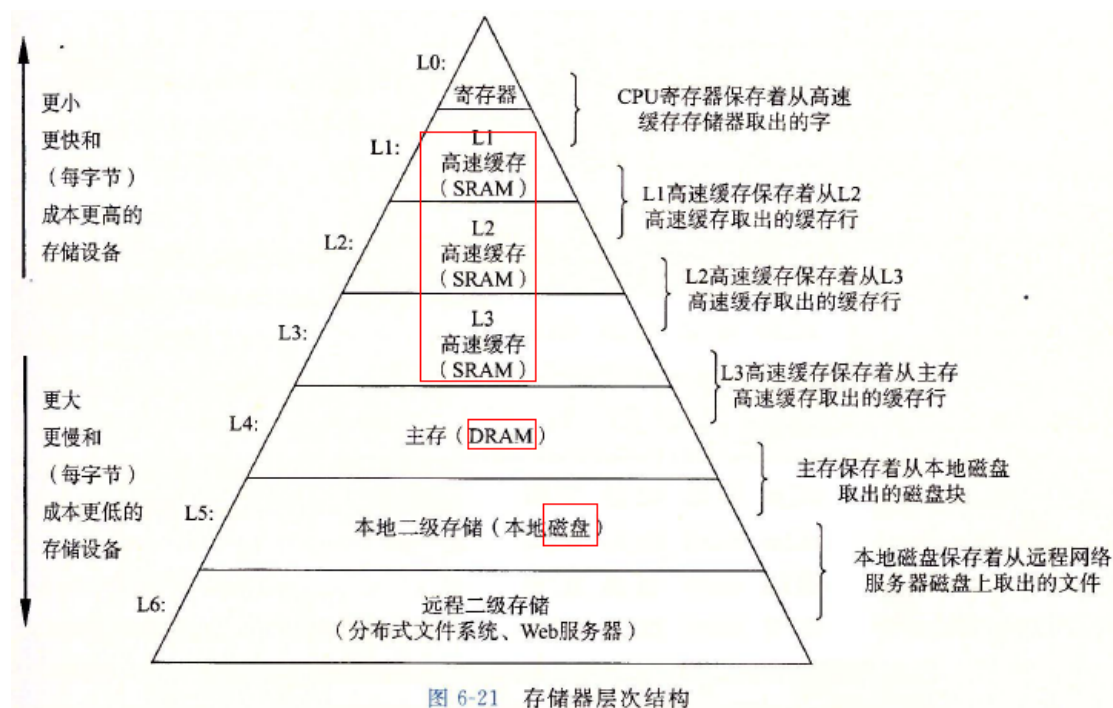 更小
更快和
（每字节）
成本更高的
存储设备
更大
更慢和
（每字节）
成本更低的
存储设备
L0:
寄存器
CPU寄存器保存着从高速
缓存存储器取出的字
L1:
L1
高速缓存
（SRAM）
L1高速缓存保存着从L2
高速缓存取出的缓存行
L2:
L2
高速缓存
（SRAM）
L2高速缓存保存着从L3
高速缓存取出的缓存行
L3:
L3
高速缓存
（SRAM）
L3高速缓存保存着从主存
高速缓存取出的缓存行
L4:
主存（DRAM）
主存保存着从本地磁盘
取出的磁盘块
L5:
本地二级存储（本地磁盘）
本地磁盘保存着从远程网络
服务器磁盘上取出的文件
L6:
远程二级存储
（分布式文件系统、Web服务器）
图 6-21 存储器层次结构